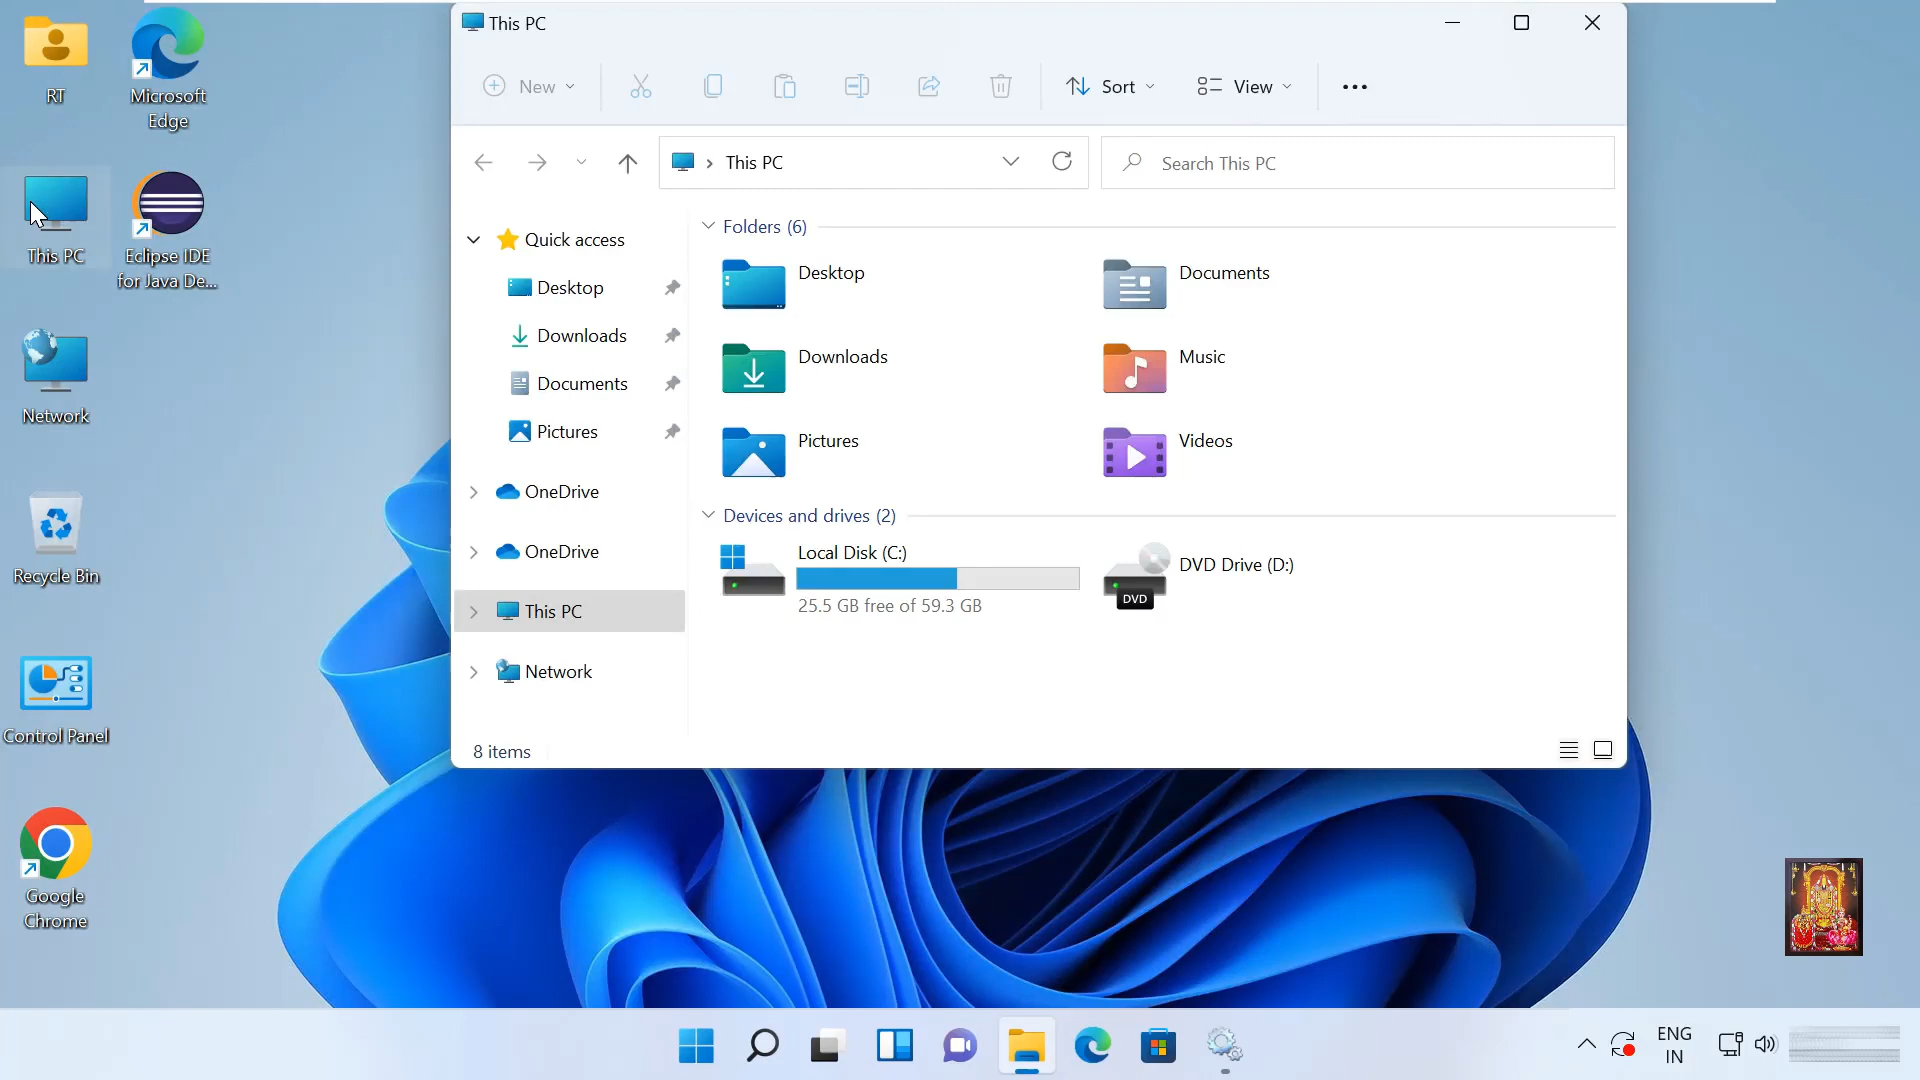 RT
Microsoft
Edge
This PC
Eclipse IDE
for Java De...
Network
Recycle Bin
Control Panel
Google
Chrome
This PC
New
Sort
View
This PC
Search This PC
Quick access
Desktop
Downloads
Documents
Pictures
OneDrive
OneDrive
This PC
Network
Folders (6)
Desktop
Documents
Downloads
Music
Pictures
Videos
Devices and drives (2)
Local Disk (C:)
25.5 GB free of 59.3 GB
DVD
DVD Drive (D:)
8 items
ENG
IN